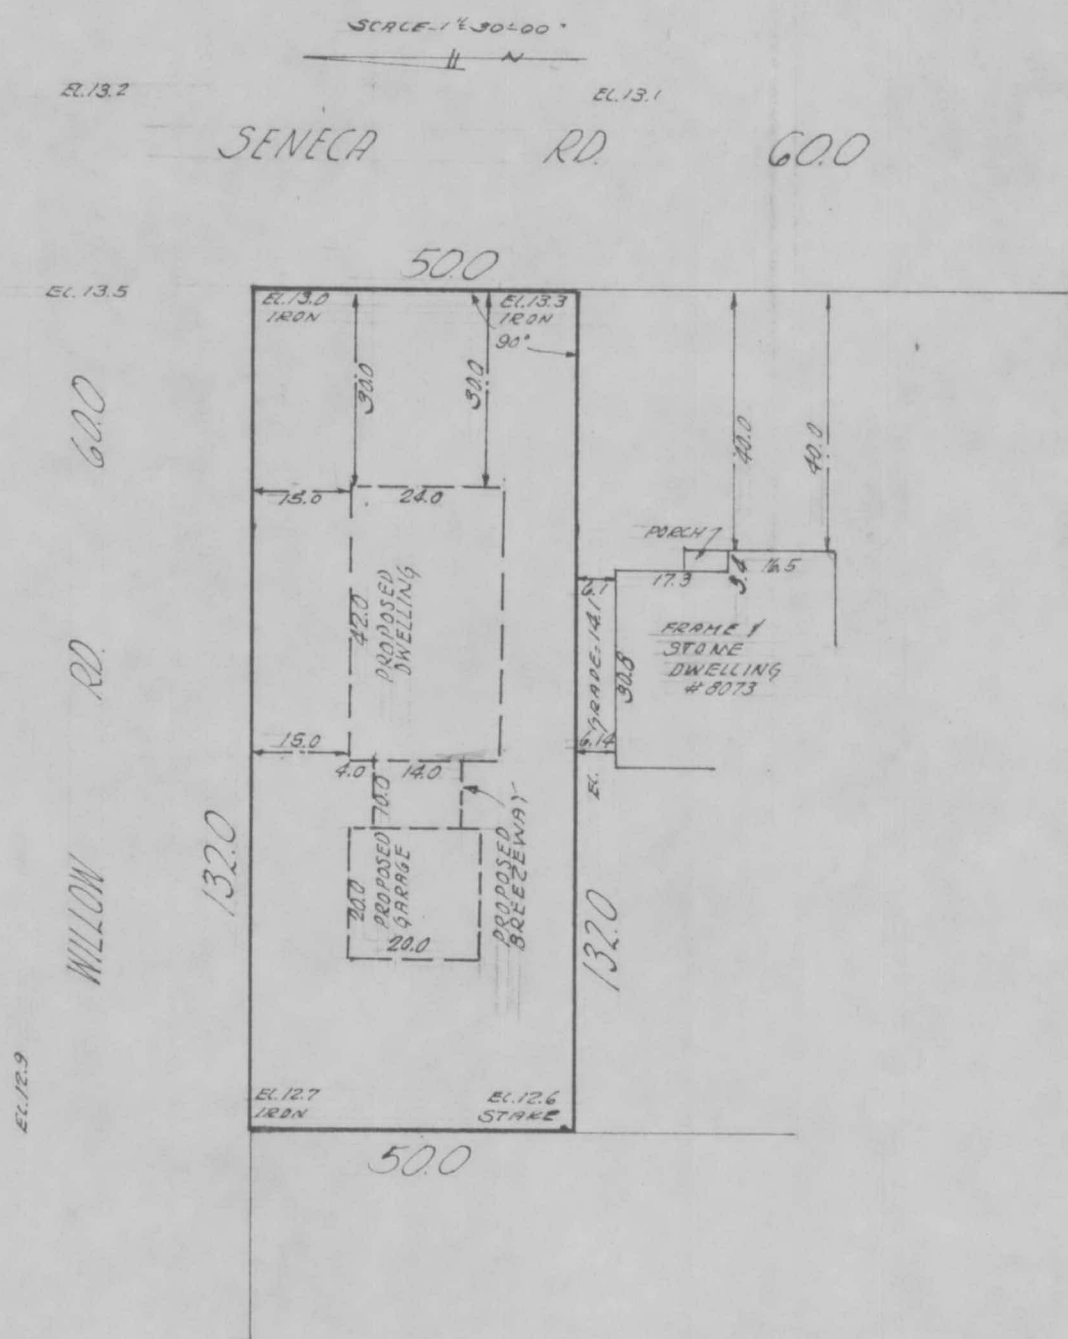 SCALE-1"=30'-00"
N
EL.13.2
EL.13.1
SENECA RD. 60.0
50.0
EL.13.5
EL.13.0
IRON
EL.13.3
IRON
90°
30.0
30.0
60.0
40.0
40.0
15.0
24.0
PORCH
17.3
3.4
16.5
6.1
42.0
PROPOSED
DWELLING
EL. GRADE-14.1
30.8
FRAME &
STONE
DWELLING
#8073
RD.
15.0
6.14
4.0
14.0
10.0
PROPOSED
BREEZEWAY
132.0
20.0
PROPOSED
GARAGE
20.0
132.0
WILLOW
EL.12.9
EL.12.7
IRON
EL.12.6
STAKE
50.0